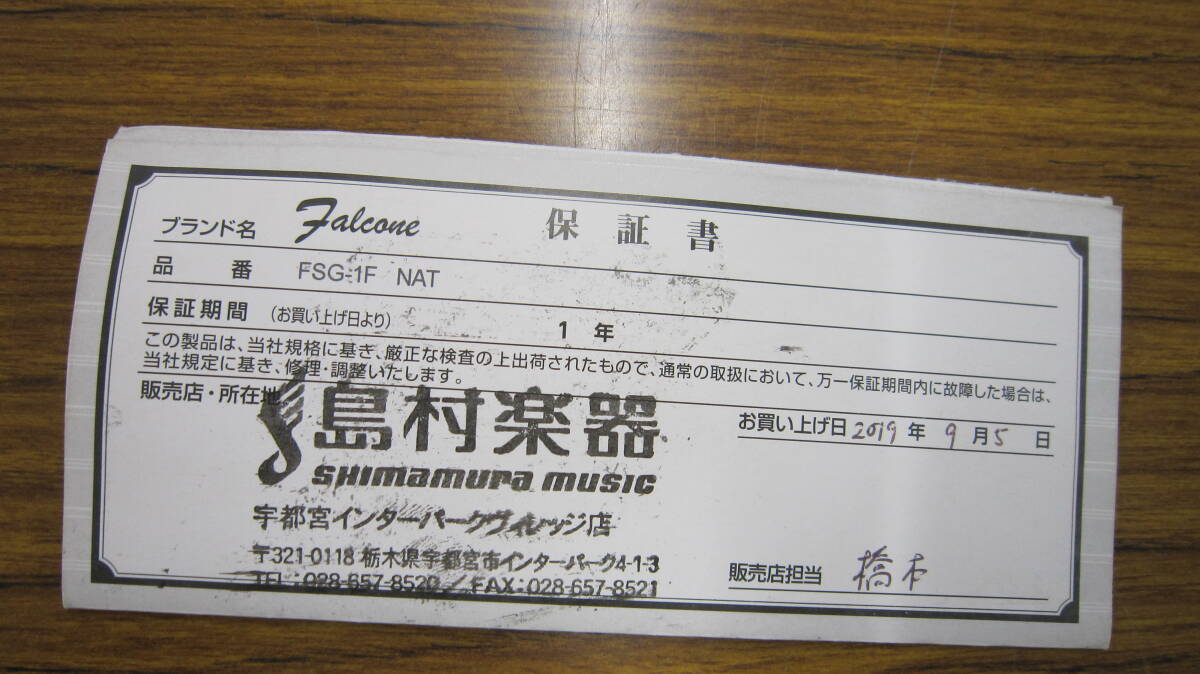 保証書
ブランド名 Falcone
品番 FSG-1F NAT
保証期間 (お買い上げ日より) 1 年
この製品は、当社規格に基き、厳正な検査の上出荷されたもので、通常の取扱において、万一保証期間内に故障した場合は、
当社規定に基き、修理・調整いたします。
販売店・所在地
お買い上げ日 2019 年 9 月 5 日
島村楽器
SHIMAMURA MUSIC
宇都宮インターパークヴィレッジ店
〒321-0118 栃木県宇都宮市インターパーク4-1-3
TEL:028-657-8520/FAX:028-657-8521
販売店担当 橋本